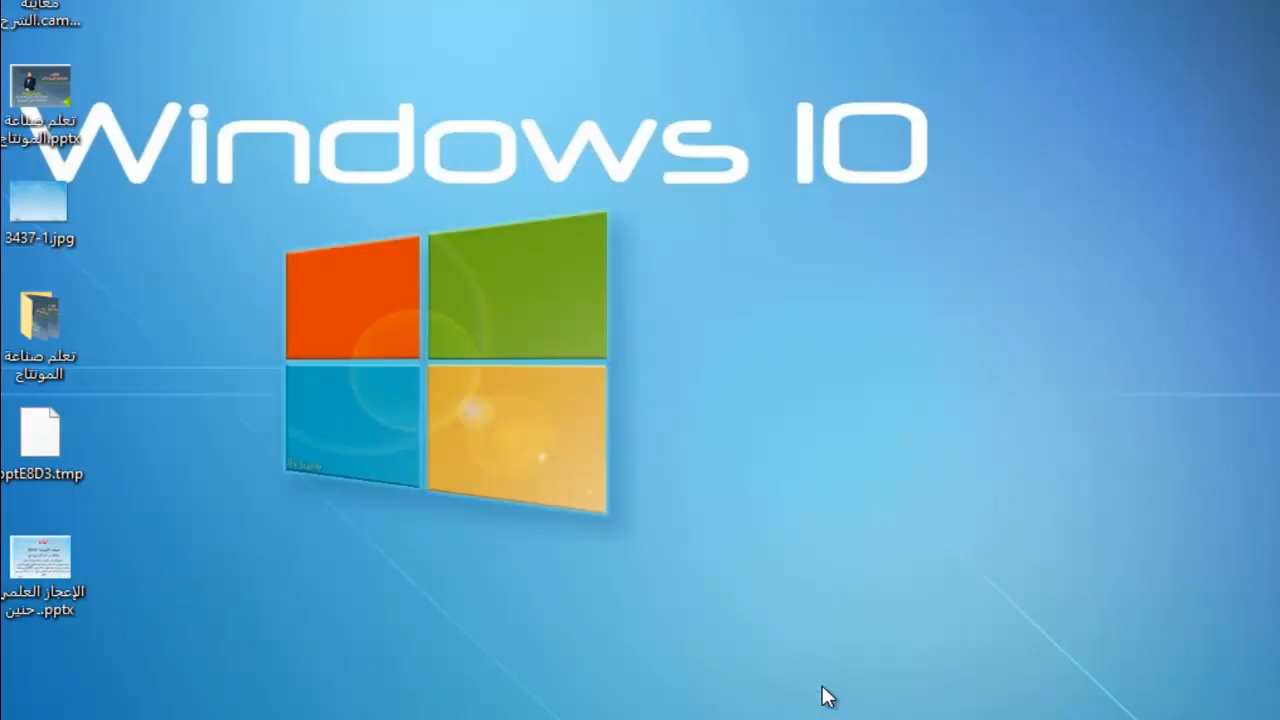 معاينة
الشرح.cam...
Windows 10
تعلم صناعة
المونتاج.pptx
3437-1.jpg
تعلم صناعة
المونتاج
pptE8D3.tmp
الإعجاز العلمي
حنين..pptx